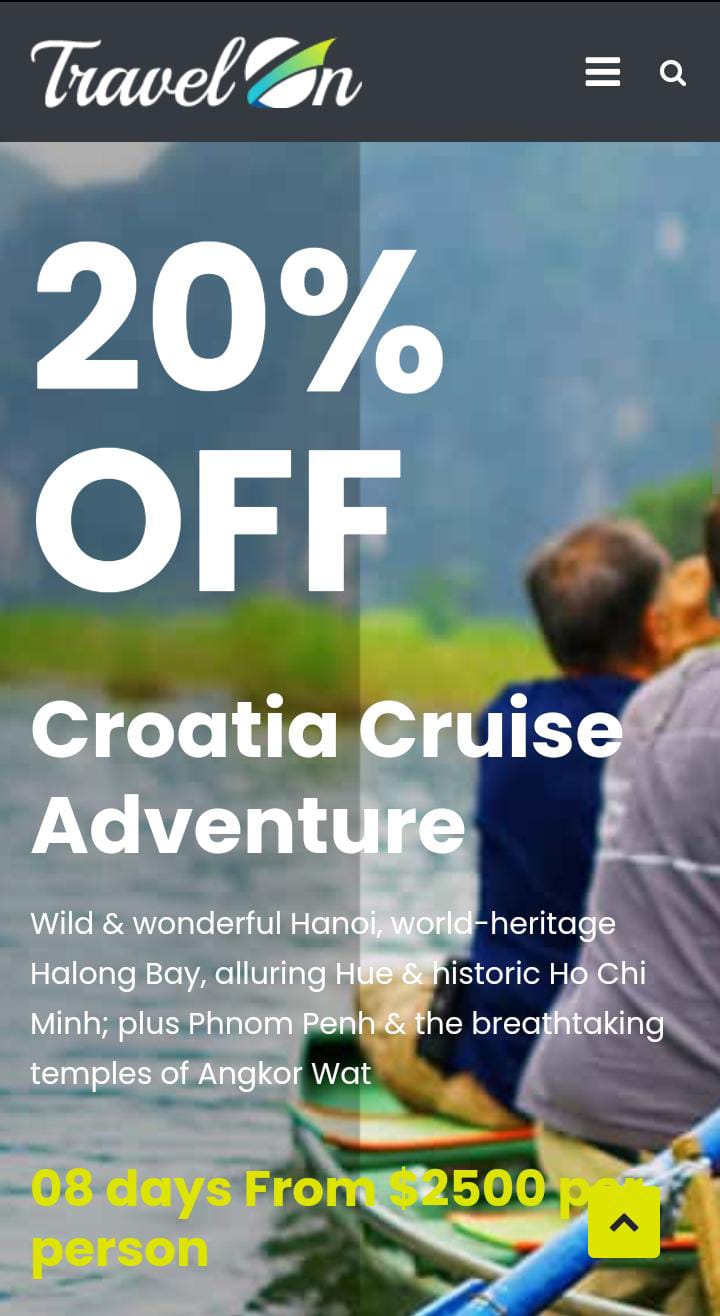 TravelOn
20%
OFF
Croatia Cruise
Adventure
Wild & wonderful Hanoi, world-heritage
Halong Bay, alluring Hue & historic Ho Chi
Minh; plus Phnom Penh & the breathtaking
temples of Angkor Wat
08 days From $2500 per
person